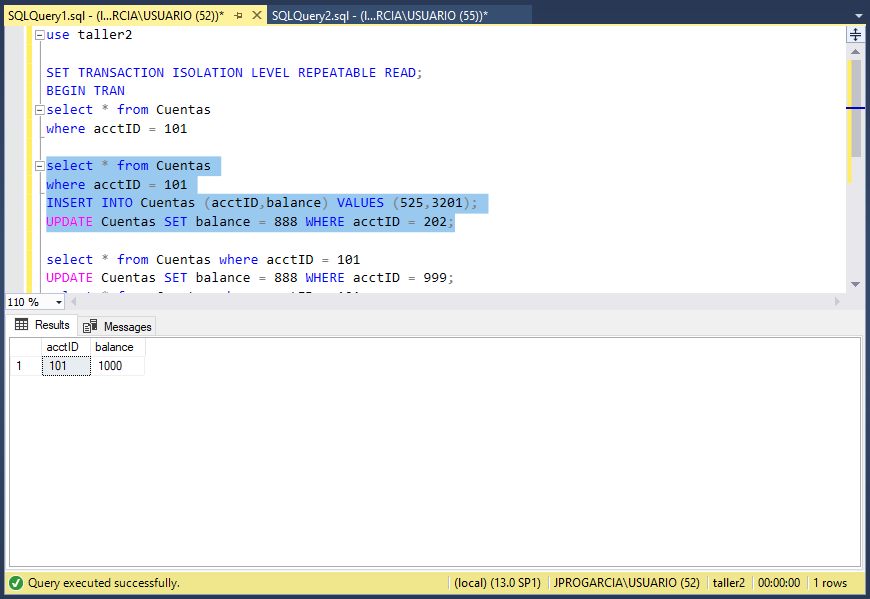 SQLQuery1.sql - (l...RCIA\USUARIO (52))* SQLQuery2.sql - (l...RCIA\USUARIO (55))*
use taller2
SET TRANSACTION ISOLATION LEVEL REPEATABLE READ;
BEGIN TRAN
select * from Cuentas
where acctID = 101
select * from Cuentas
where acctID = 101
INSERT INTO Cuentas (acctID,balance) VALUES (525,3201);
UPDATE Cuentas SET balance = 888 WHERE acctID = 202;
select * from Cuentas where acctID = 101
UPDATE Cuentas SET balance = 888 WHERE acctID = 999;
110 %
Results Messages
acctID balance
1 101 1000
Query executed successfully. (local) (13.0 SP1) JPROGARCIA\USUARIO (52) taller2 00:00:00 1 rows